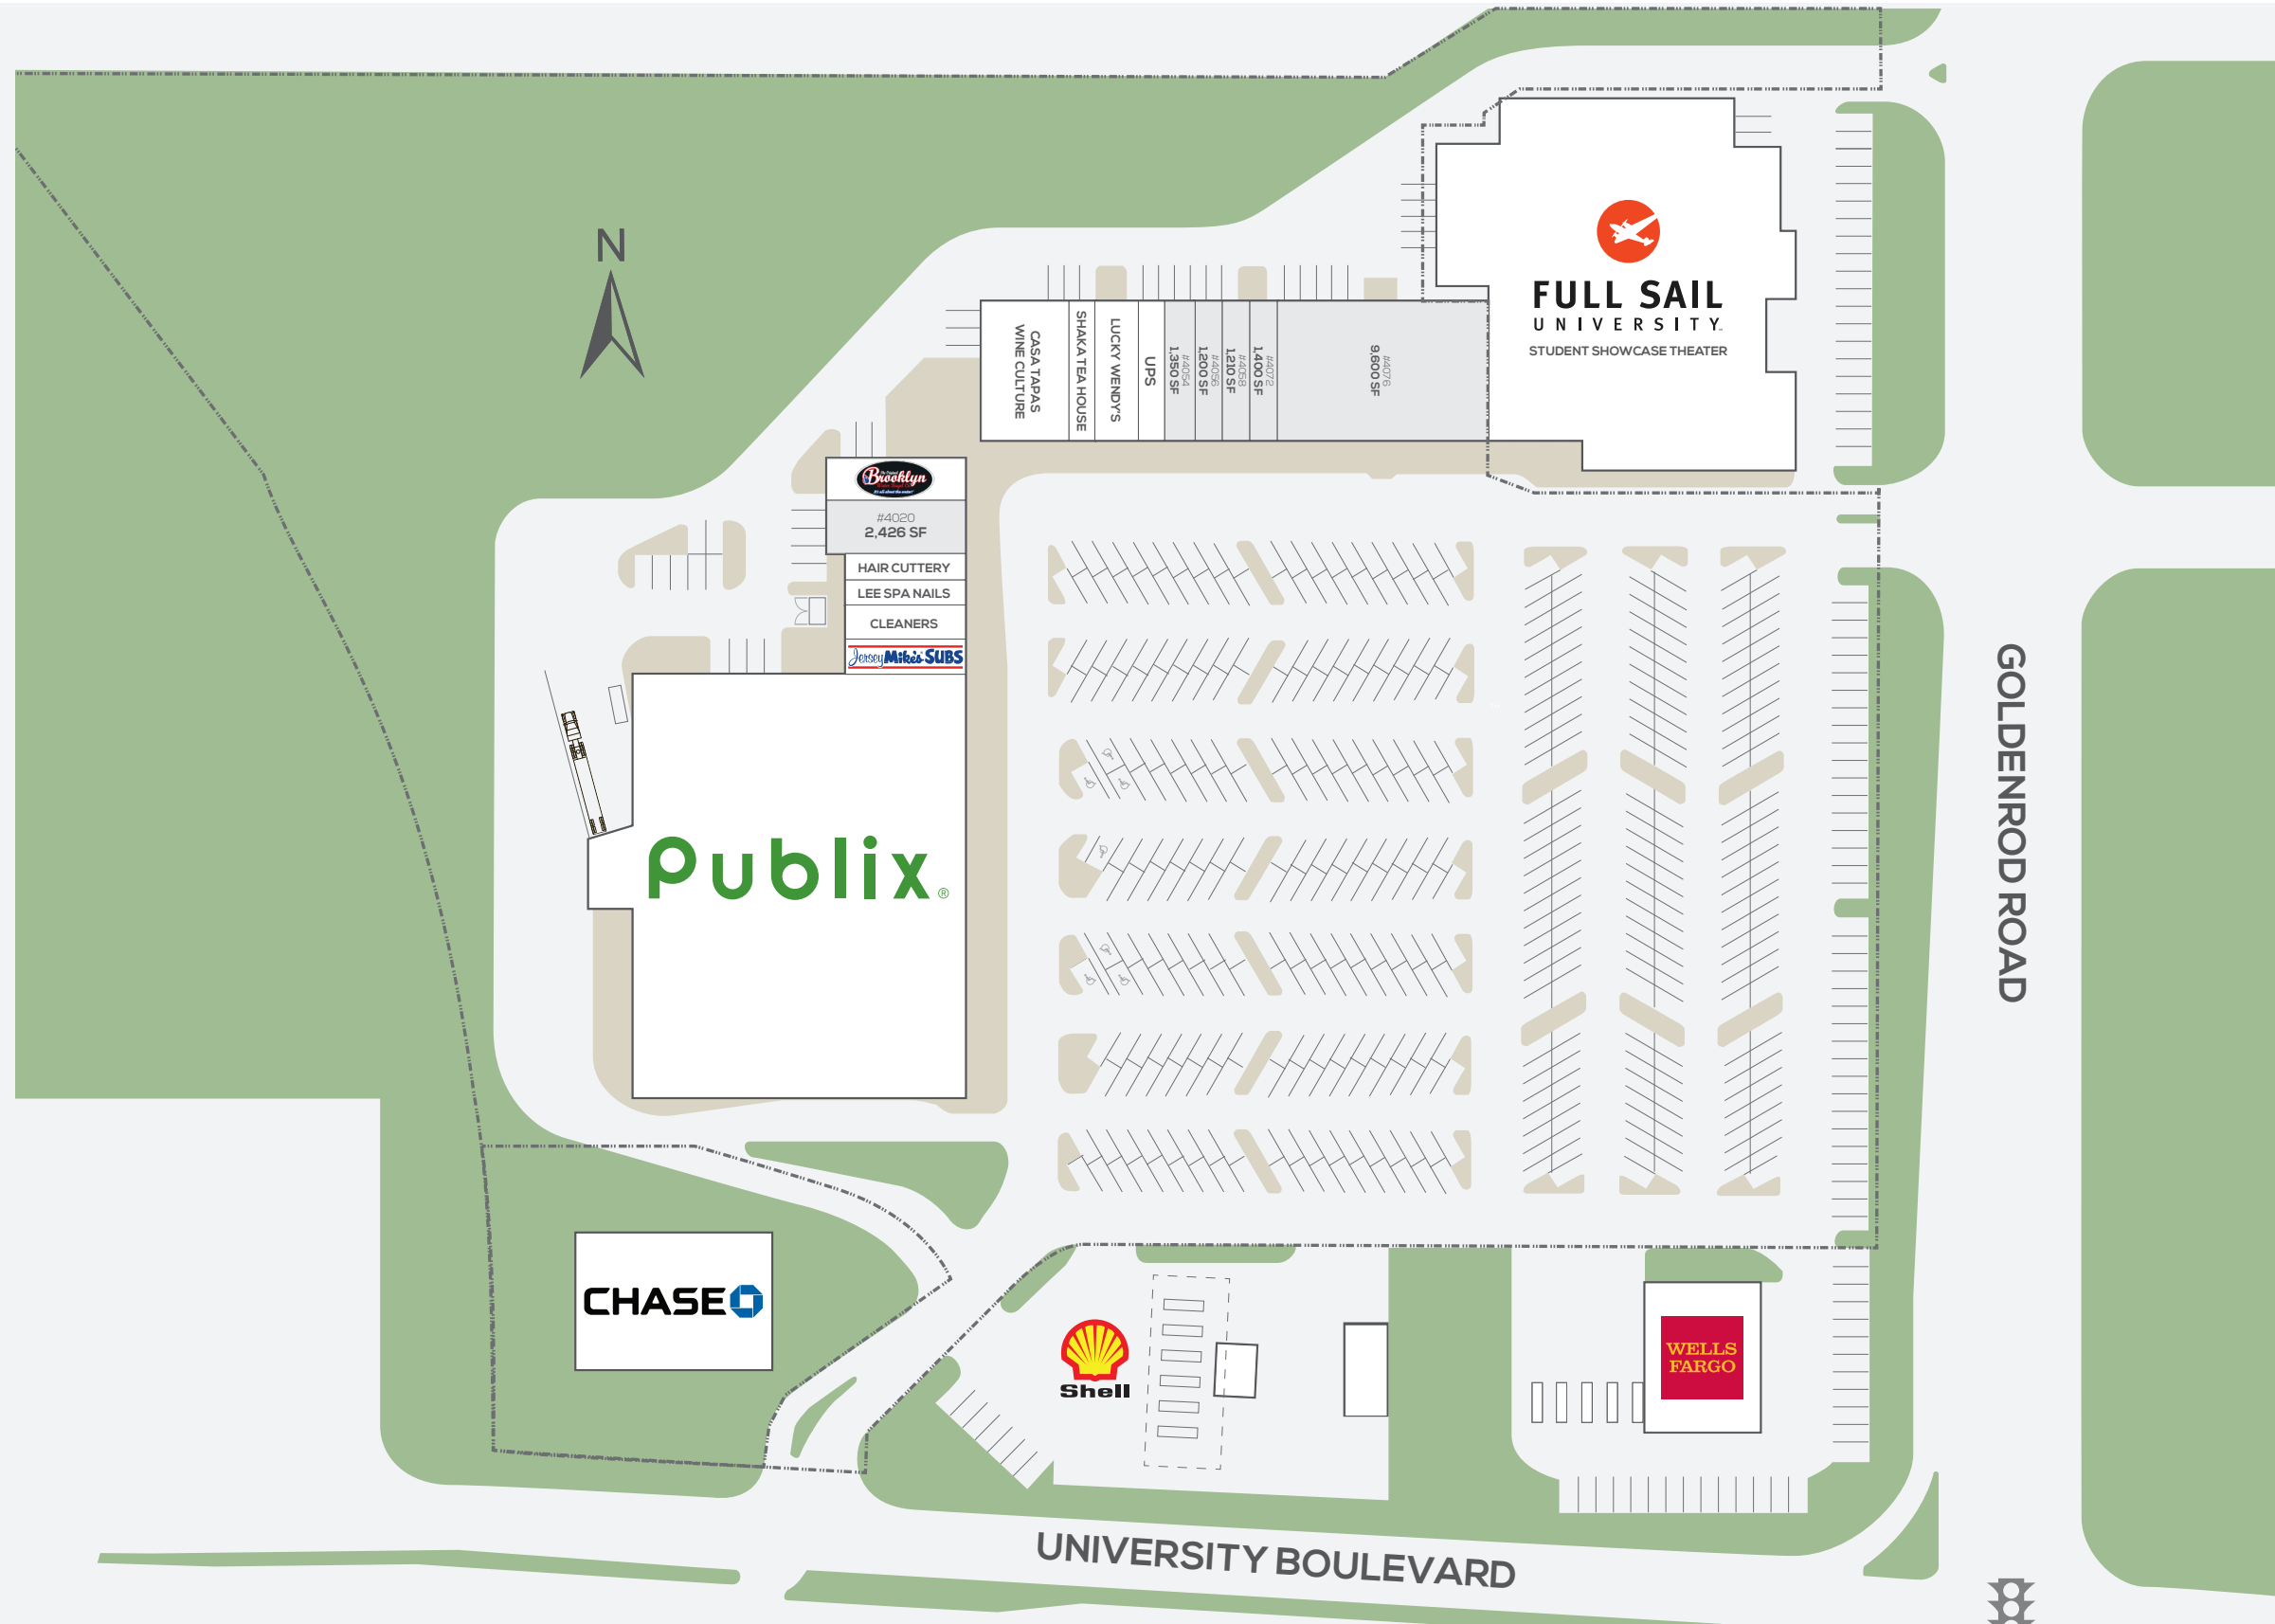 N
FULL SAIL
UNIVERSITY
STUDENT SHOWCASE THEATER
CASA TAPAS
WINE CULTURE
SHAKA TEA HOUSE
LUCKY WENDY'S
UPS
#4054
1,350 SF
#4056
1,200 SF
#4058
1,210 SF
#4072
1,400 SF
#4076
9,600 SF
Brooklyn
#4020
2,426 SF
HAIR CUTTERY
LEE SPA NAILS
CLEANERS
Jersey Mike's SUBS
Publix®
GOLDENROD ROAD
CHASE
Shell
WELLS
FARGO
UNIVERSITY BOULEVARD